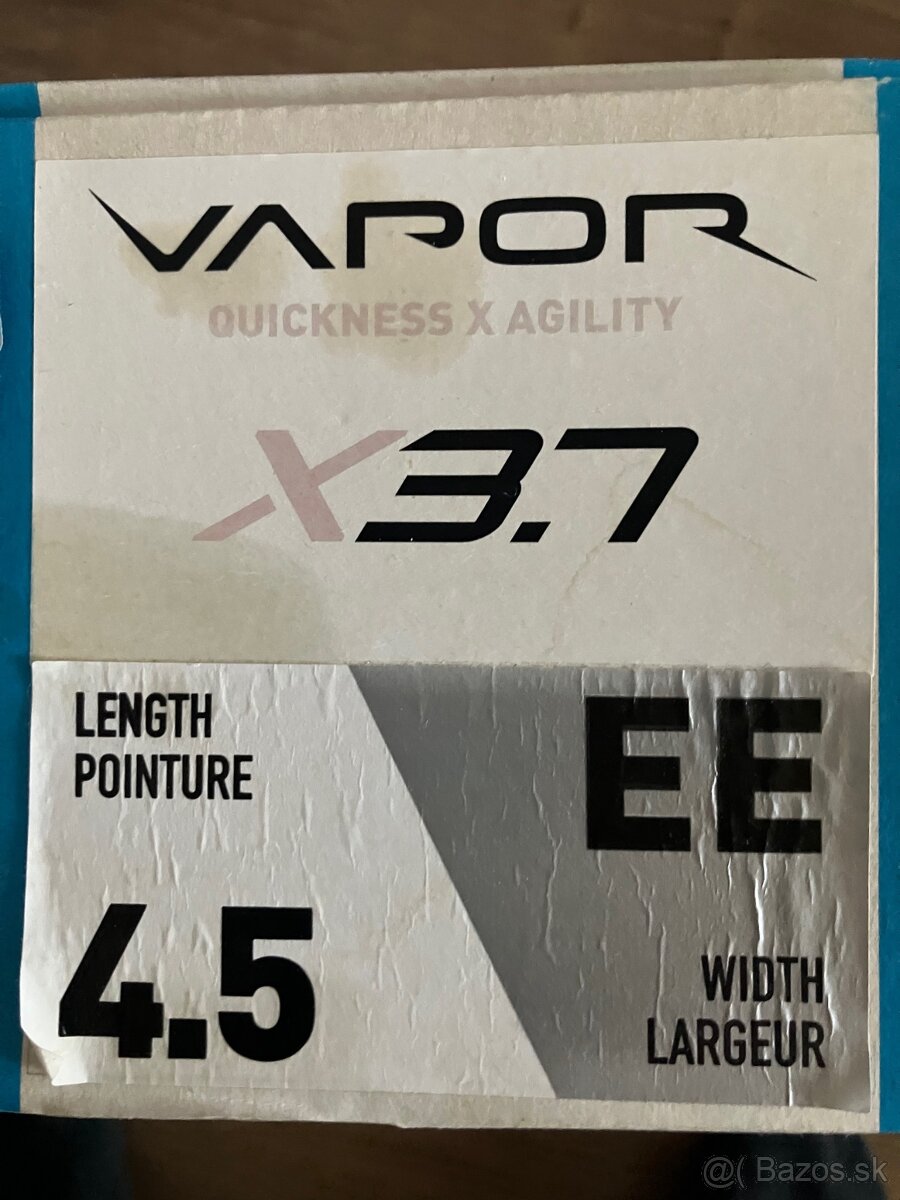 VAPOR
QUICKNESS X AGILITY
X3.7
LENGTH
POINTURE
EE
4.5
WIDTH
LARGEUR
@( Bazos.sk